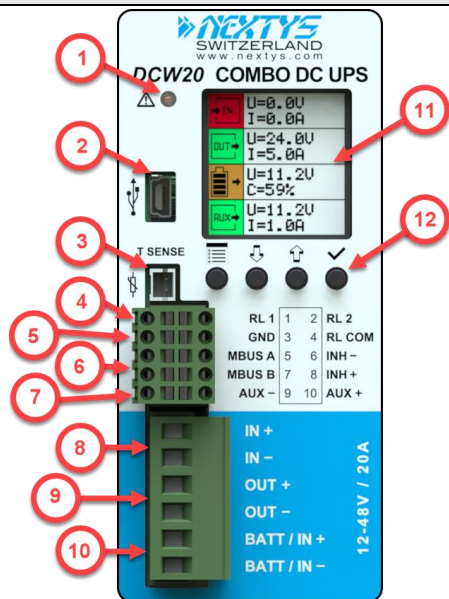 NEXTYS
SWITZERLAND
www.nextys.com
DCW20 COMBO DC UPS
1
IN
U=0.0V
I=0.0A
OUT
U=24.0V
I=5.0A
11
2
U=11.2V
C=59%
AUX
U=11.2V
I=1.0A
12
3
T SENSE
4
RL 1 1 2 RL 2
5
GND 3 4 RL COM
6
MBUS A 5 6 INH −
MBUS B 7 8 INH +
7
AUX − 9 10 AUX +
8
IN +
IN −
9
OUT +
OUT −
10
BATT / IN +
BATT / IN −
12-48V / 20A